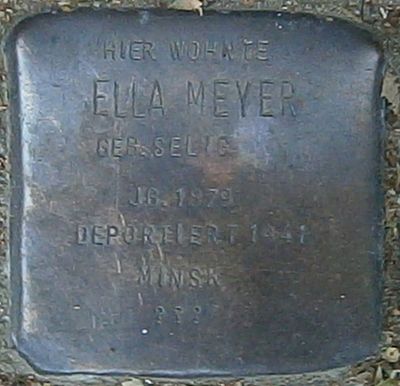 HIER WOHNTE
ELLA MEYER
GEB. SELIG
JG. 1879
DEPORTIERT 1941
MINSK
???